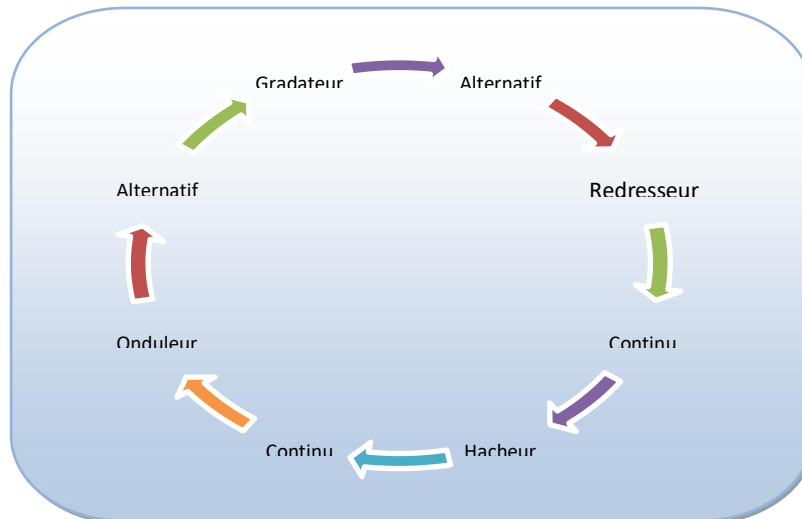 Gradateur Alternatif
Alternatif Redresseur
Onduleur Continu
Continu Hacheur